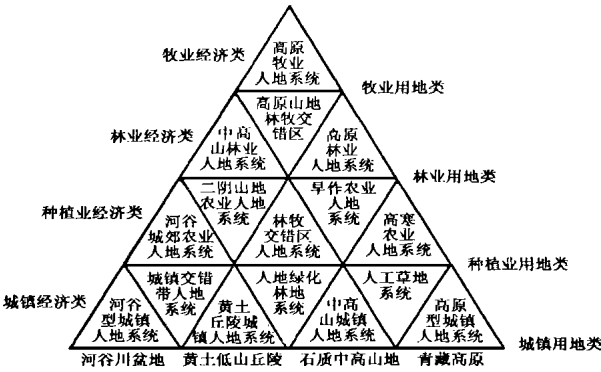 高原
牧业
人地系统
牧业经济类
牧业用地类
高原山地
林牧交
错区
林业经济类
中高
山林业
人地系统
高原
林业
人地系统
林业用地类
二阴山地
农业人地
系统
旱作农业
人地
系统
种植业经济类
河谷
城郊农业
人地系统
林牧
交错区
人地系统
高寒
农业
人地系统
种植业用地类
城镇交错
带人地
系统
人地绿化
林地
系统
人工草地
系统
城镇经济类
河谷
型城镇
人地系统
黄土
丘陵城
镇人地系统
中高
山城镇
人地系统
高原
型城镇
人地系统
城镇用地类
河谷川盆地
黄土低山丘陵
石质中高山地
青藏高原